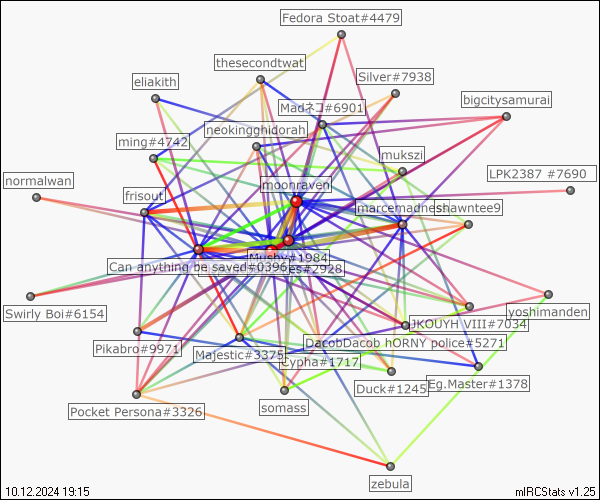 Fedora Stoat#4479
thesecondtwat
Silver#7938
eliakith
bigcitysamurai
Madネコ#6901
neokingghidorah
ming#4742
mukszi
LPK2387 #7690
normalwan
moonraven
frisout
marcemadness
shawntee9
Mushy#1984
Can anything be saved#0396
es#2928
Swirly Boi#6154
yoshimanden
JKOUYH VIII#7034
DacobDacob hORNY police#5271
Pikabro#9971
Majestic#3375
Cypha#1717
Duck#1245
Eg.Master#1378
Pocket Persona#3326
somass
zebula
10.12.2024 19:15
mIRCStats v1.25